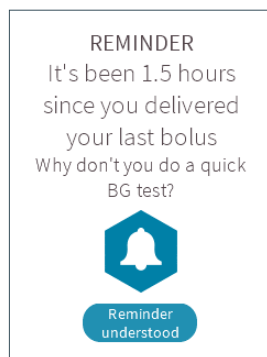 REMINDER
It's been 1.5 hours
since you delivered
your last bolus
Why don't you do a quick
BG test?
Reminder
understood